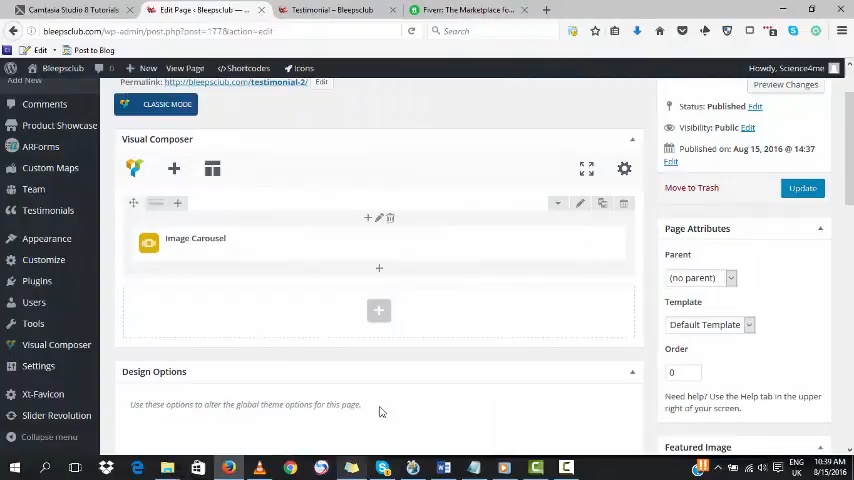 Camtasia Studio 8 Tutorials
Edit Page ‹ Bleepsclub — ...
Testimonial – Bleepsclub
Fiverr: The Marketplace fo...
bleepsclub.com/wp-admin/post.php?post=177&action=edit
Search
Edit
Post to Blog
Bleepsclub
0
New
View Page
Shortcodes
Icons
Howdy, Science4me
Add New
Comments
Product Showcase
ARForms
Custom Maps
Team
Testimonials
Appearance
Customize
Plugins
Users
Tools
Visual Composer
Settings
Xt-Favicon
Slider Revolution
Collapse menu
Permalink: http://bleepsclub.com/testimonial-2/
Edit
CLASSIC MODE
Visual Composer
Image Carousel
Design Options
Use these options to alter the global theme options for this page.
Preview Changes
Status: Published Edit
Visibility: Public Edit
Published on: Aug 15, 2016 @ 14:37
Edit
Move to Trash
Update
Page Attributes
Parent
(no parent)
Template
Default Template
Order
0
Need help? Use the Help tab in the upper
right of your screen.
Featured Image
ENG
UK
10:39 AM
8/15/2016